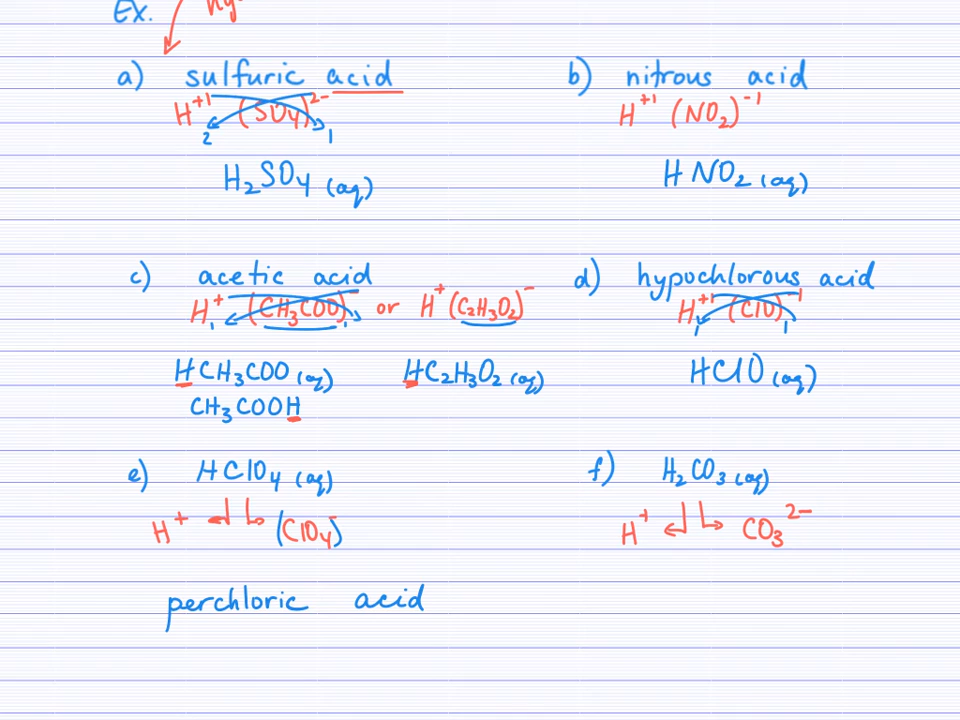 Ex.
a) sulfuric acid
H⁺¹ (SO₄)²⁻
2 1
H₂SO₄ (aq)
b) nitrous acid
H⁺¹ (NO₂)⁻¹
HNO₂ (aq)
c) acetic acid
H⁺ (CH₃COO)⁻ or H⁺ (C₂H₃O₂)⁻
1 1
HCH₃COO (aq) HC₂H₃O₂ (aq)
CH₃COOH
d) hypochlorous acid
H⁺¹ (ClO)⁻¹
1 1
HClO (aq)
e) HClO₄ (aq)
H⁺ (ClO₄⁻)
perchloric acid
f) H₂CO₃ (aq)
H⁺ CO₃²⁻